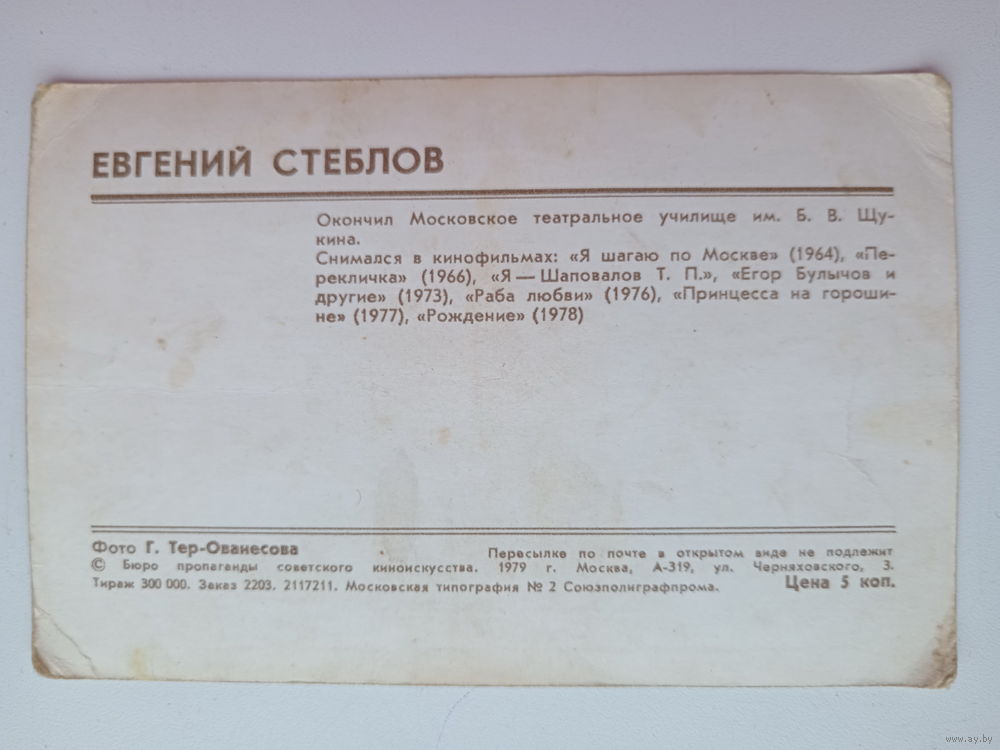 ЕВГЕНИЙ СТЕБЛОВ
Окончил Московское театральное училище им. Б. В. Щу-
кина.
Снимался в кинофильмах: «Я шагаю по Москве» (1964), «Пе-
рекличка» (1966), «Я — Шаповалов Т. П.», «Егор Булычов и
другие» (1973), «Раба любви» (1976), «Принцесса на гороши-
не» (1977), «Рождение» (1978)
Фото Г. Тер-Ованесова
Пересылке по почте в открытом виде не подлежит
© Бюро пропаганды советского киноискусства. 1979 г. Москва, А-319, ул. Черняховского, 3.
Тираж 300 000. Заказ 2203. 2117211. Московская типография № 2 Союзполиграфпрома. Цена 5 коп.
www.ay.by